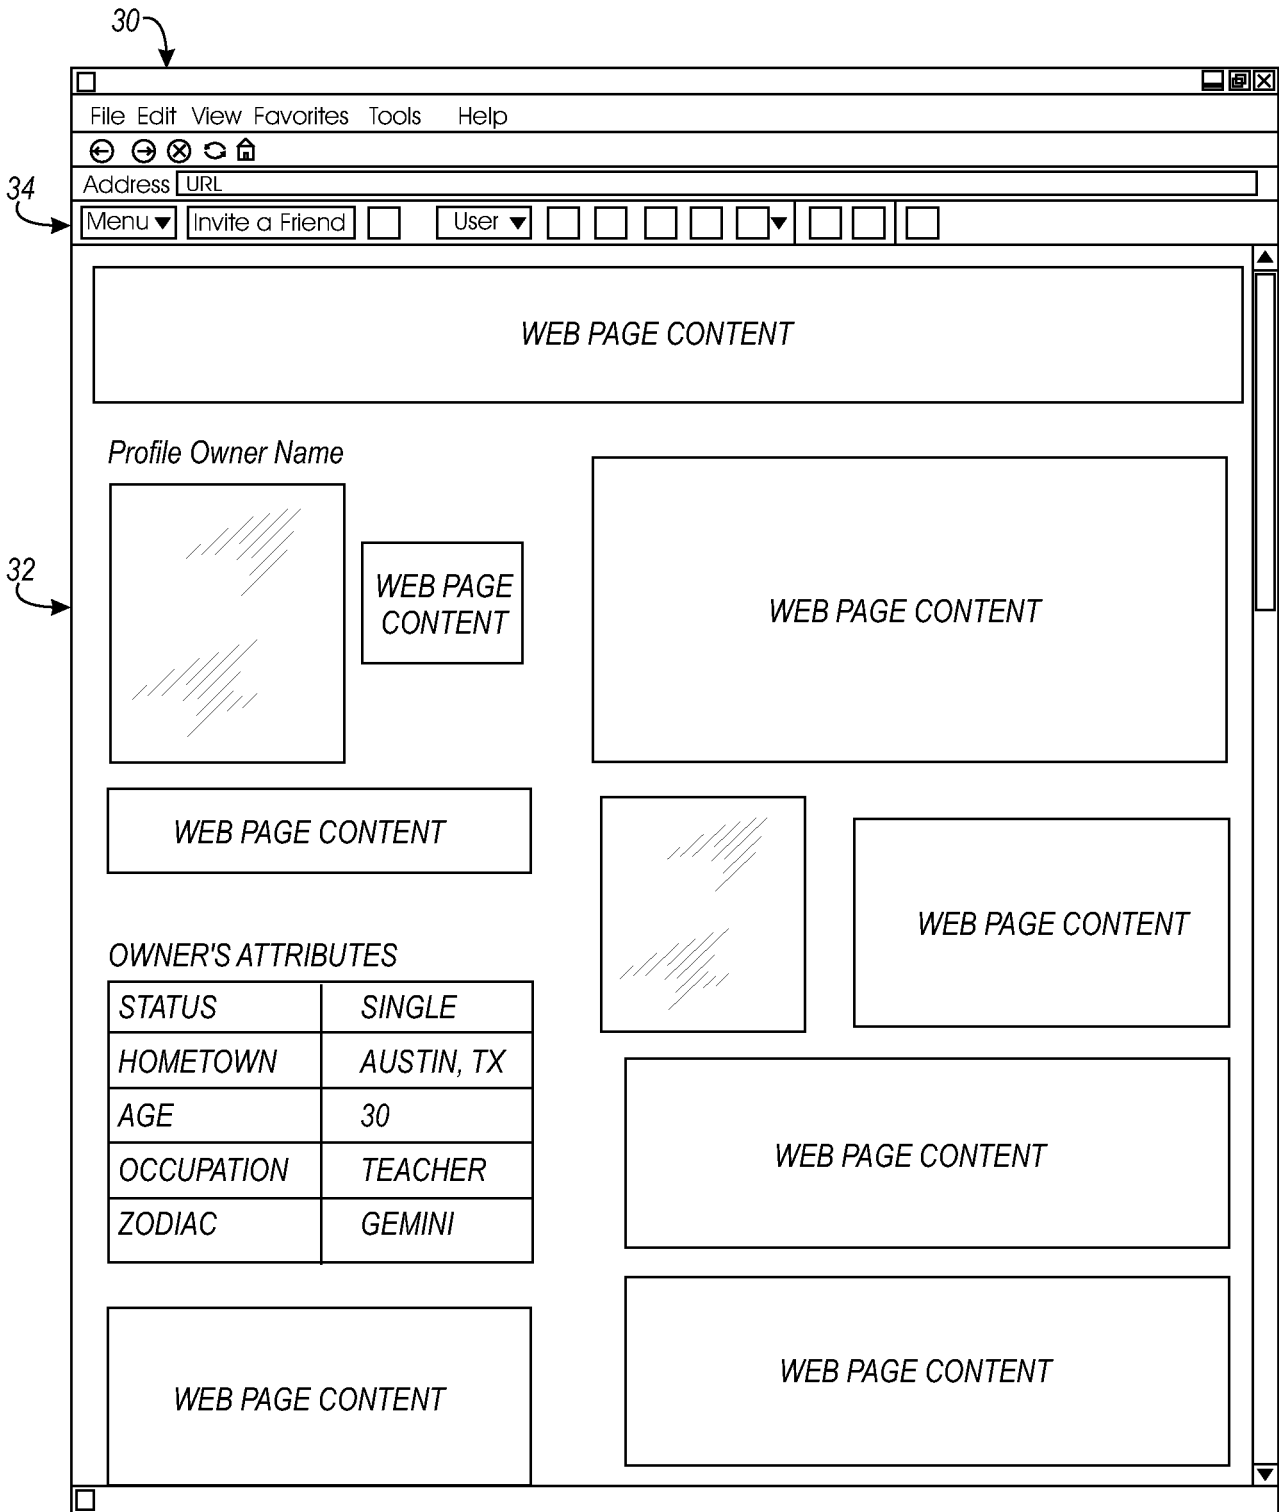 30
File Edit View Favorites Tools Help
Address URL
34
Menu Invite a Friend User
WEB PAGE CONTENT
Profile Owner Name
32
WEB PAGE
CONTENT
WEB PAGE CONTENT
WEB PAGE CONTENT
WEB PAGE CONTENT
OWNER'S ATTRIBUTES
STATUS SINGLE
HOMETOWN AUSTIN, TX
AGE 30
OCCUPATION TEACHER
ZODIAC GEMINI
WEB PAGE CONTENT
WEB PAGE CONTENT
WEB PAGE CONTENT